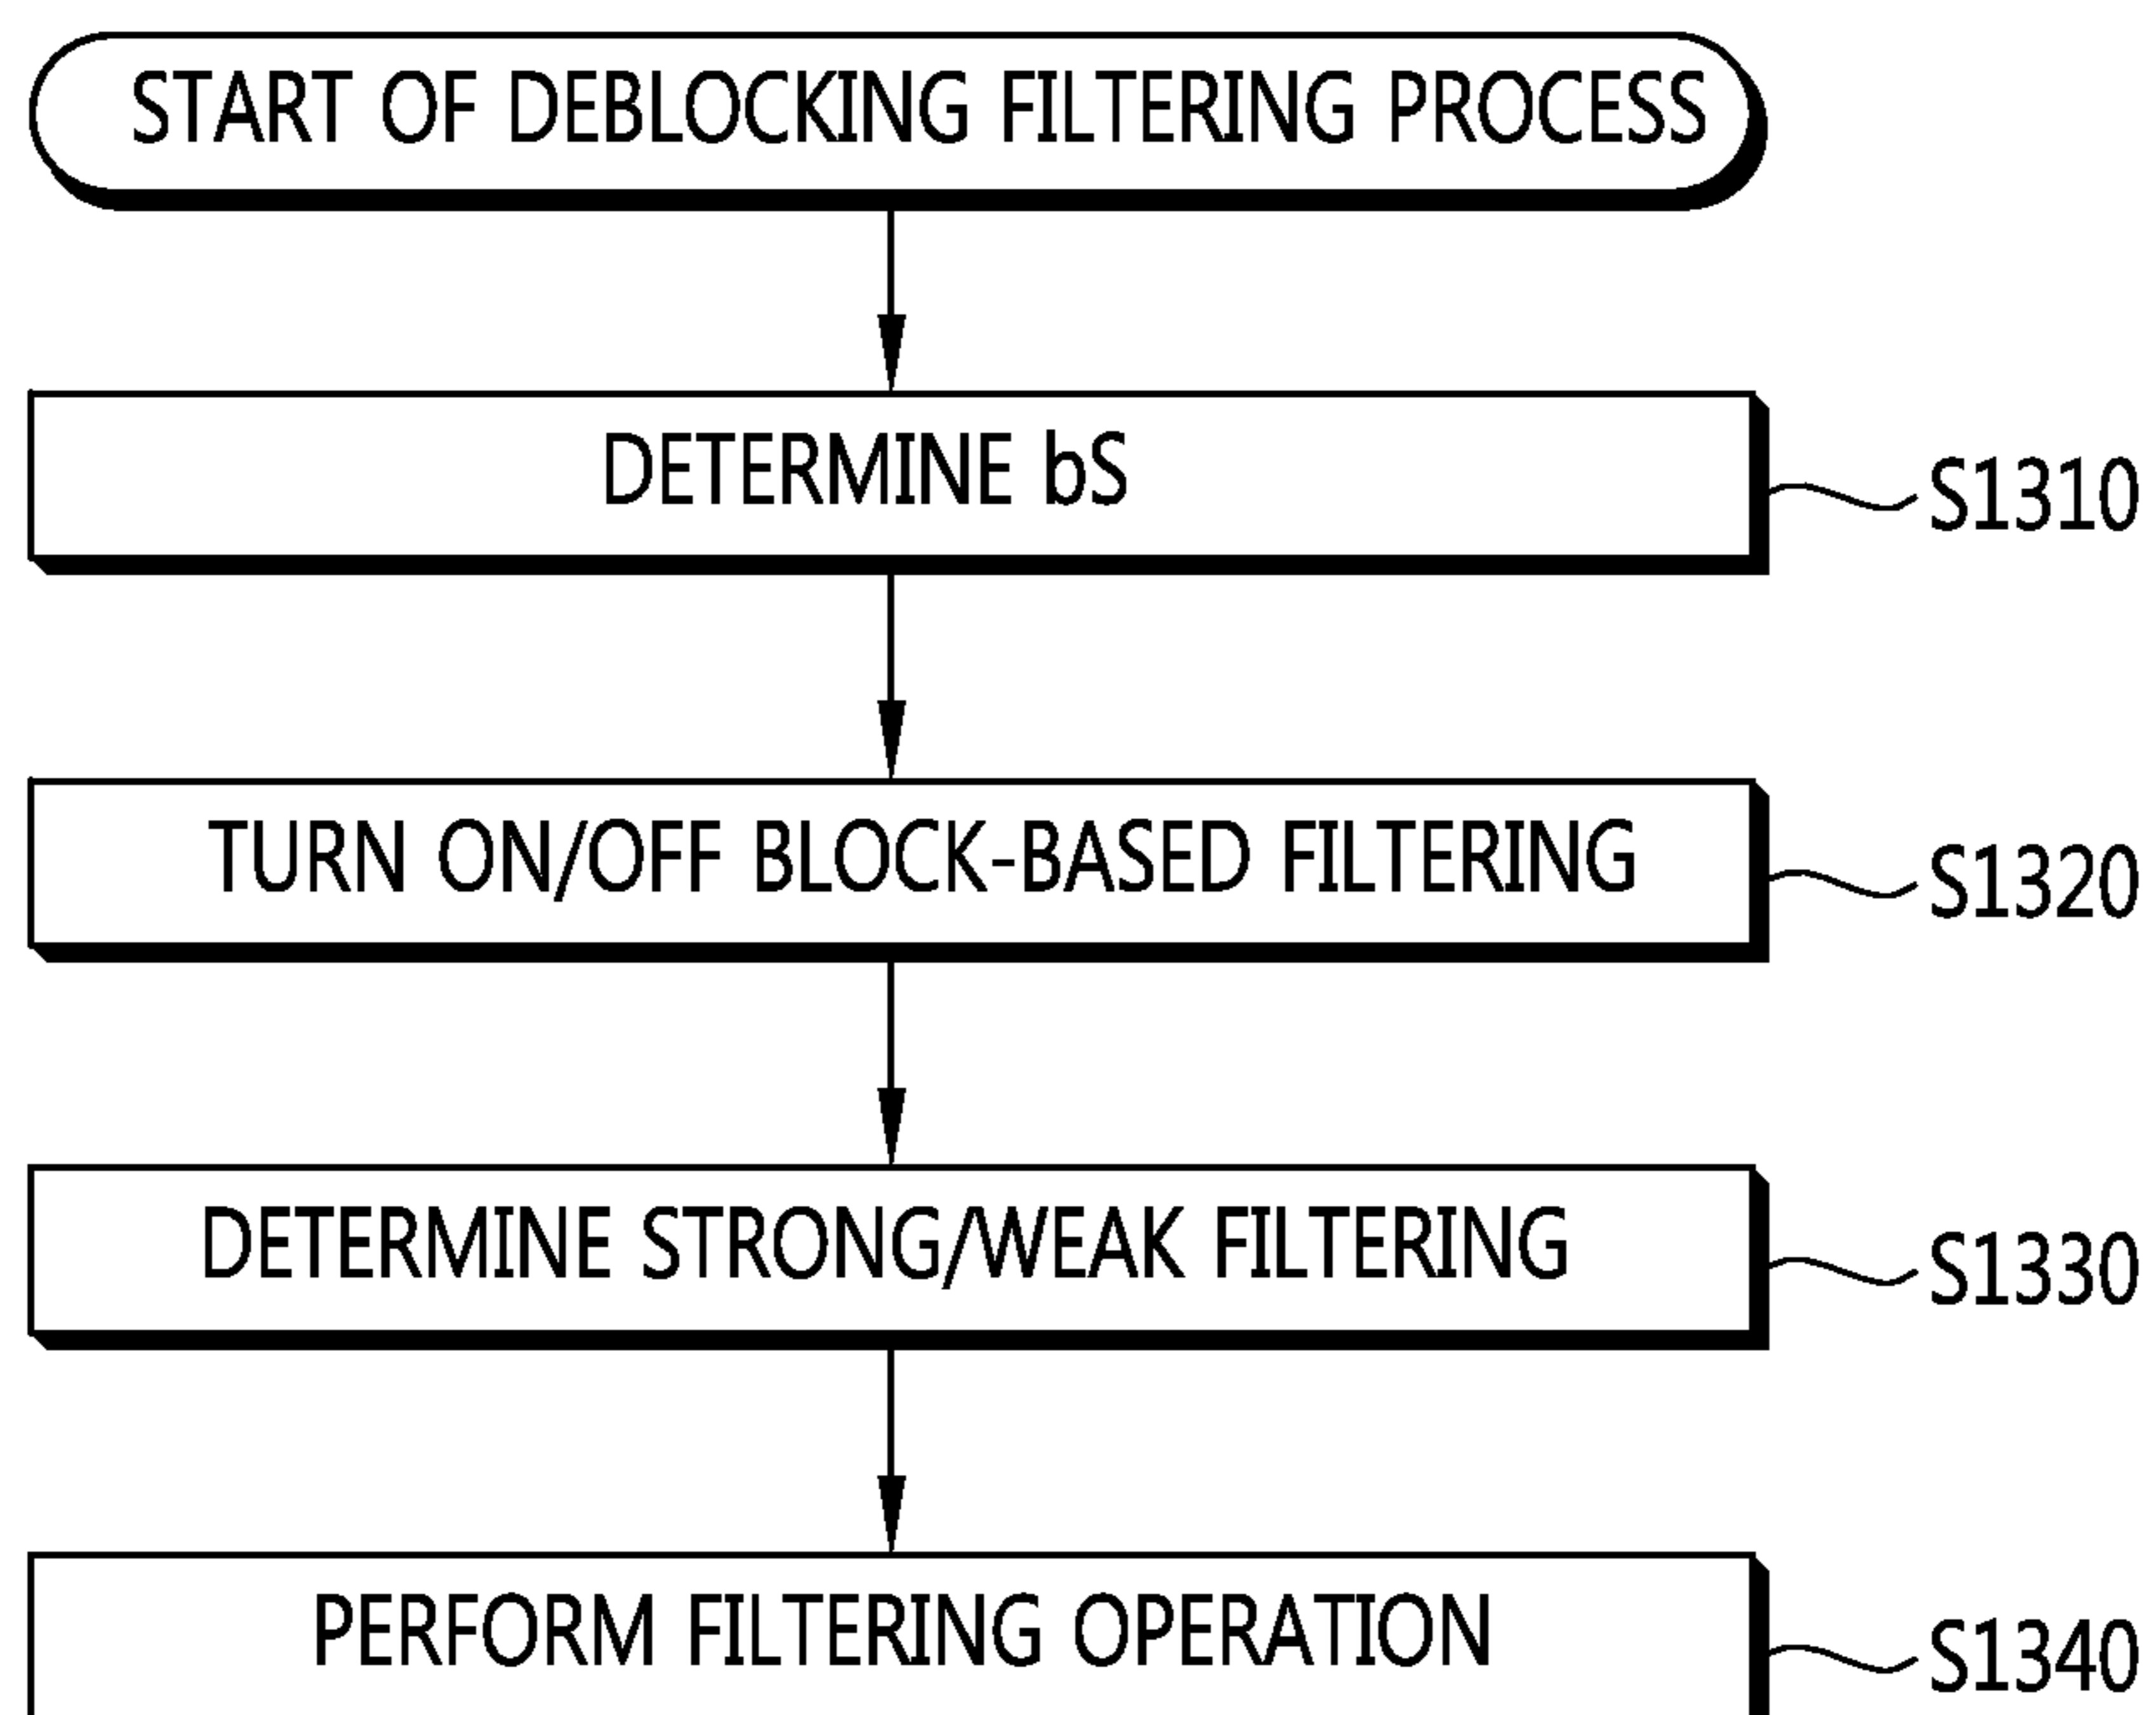 START OF DEBLOCKING FILTERING PROCESS
DETERMINE bS
S1310
TURN ON/OFF BLOCK-BASED FILTERING
S1320
DETERMINE STRONG/WEAK FILTERING
S1330
PERFORM FILTERING OPERATION
S1340